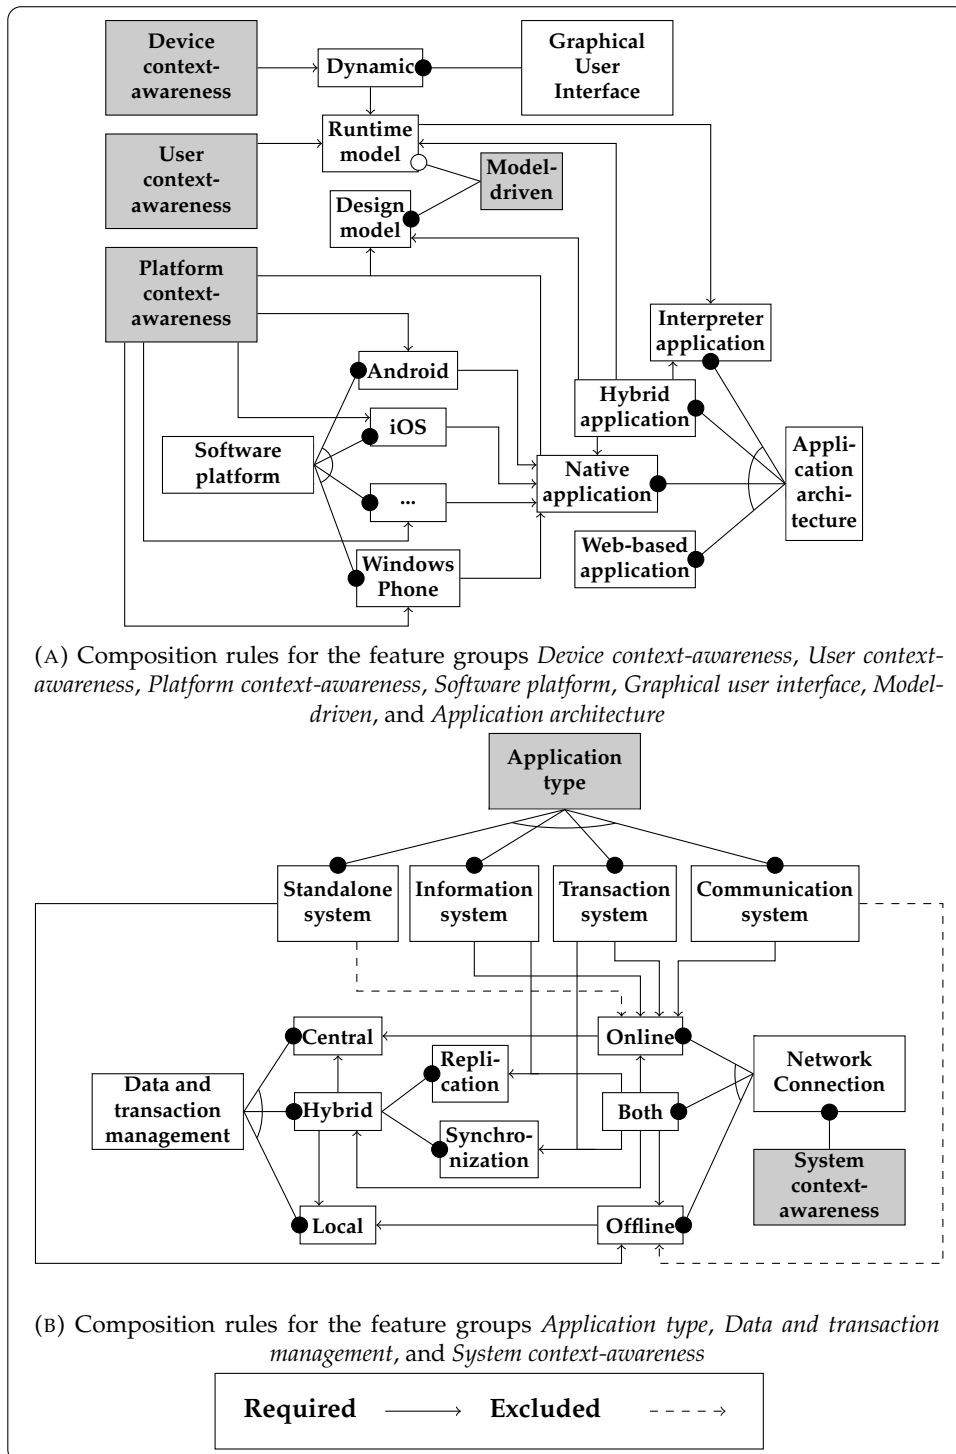 Device
context-
awareness
Dynamic
Graphical
User
Interface
User
context-
awareness
Runtime
model
Model-
driven
Design
model
Platform
context-
awareness
Interpreter
application
Android
Hybrid
application
iOS
Software
platform
Native
application
Appli-
cation
archi-
tecture
...
Web-based
application
Windows
Phone
(A) Composition rules for the feature groups Device context-awareness, User context-
awareness, Platform context-awareness, Software platform, Graphical user interface, Model-
driven, and Application architecture
Application
type
Standalone
system
Information
system
Transaction
system
Communication
system
Central
Online
Data and
transaction
management
Hybrid
Repli-
cation
Synchro-
nization
Both
Network
Connection
System
context-
awareness
Local
Offline
(B) Composition rules for the feature groups Application type, Data and transaction
management, and System context-awareness
Required
Excluded